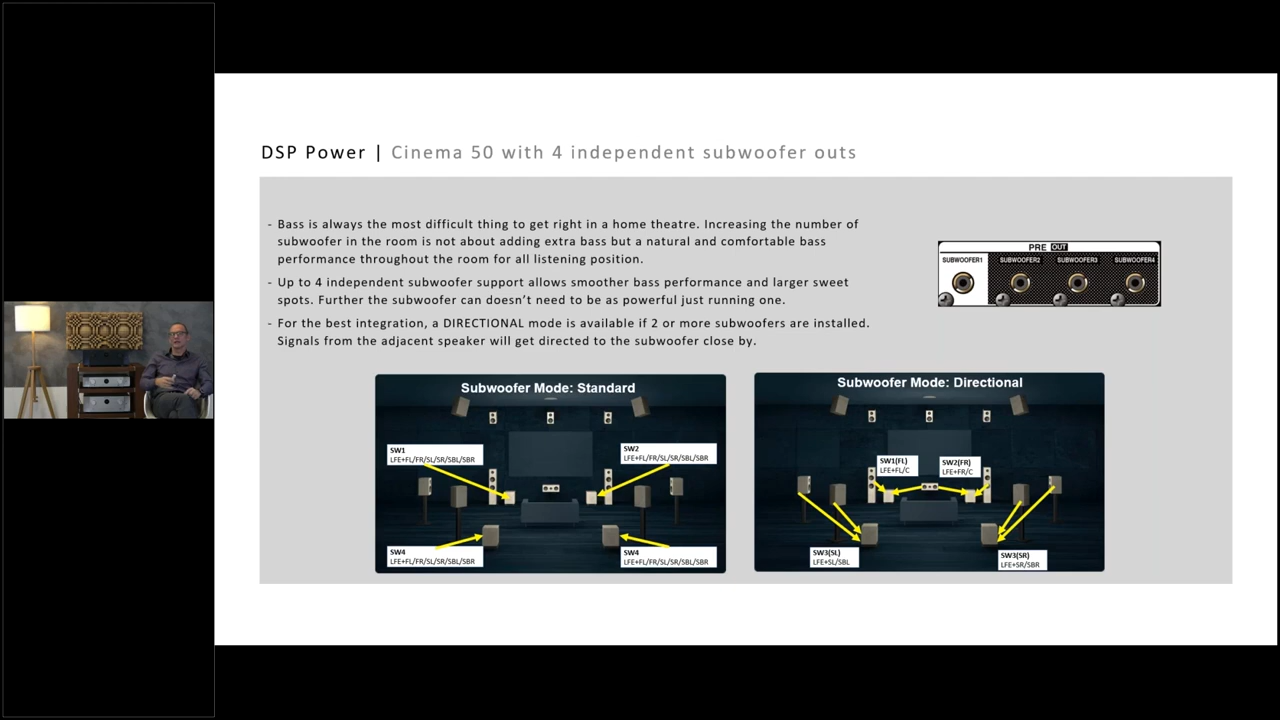 DSP Power | Cinema 50 with 4 independent subwoofer outs
- Bass is always the most difficult thing to get right in a home theatre. Increasing the number of
subwoofer in the room is not about adding extra bass but a natural and comfortable bass
performance throughout the room for all listening position.
- Up to 4 independent subwoofer support allows smoother bass performance and larger sweet
spots. Further the subwoofer can doesn't need to be as powerful just running one.
- For the best integration, a DIRECTIONAL mode is available if 2 or more subwoofers are installed.
Signals from the adjacent speaker will get directed to the subwoofer close by.
PRE OUT
SUBWOOFER1 SUBWOOFER2 SUBWOOFER3 SUBWOOFER4
Subwoofer Mode: Standard
SW1
LFE+FL/FR/SL/SR/SBL/SBR
SW2
LFE+FL/FR/SL/SR/SBL/SBR
SW4
LFE+FL/FR/SL/SR/SBL/SBR
SW4
LFE+FL/FR/SL/SR/SBL/SBR
Subwoofer Mode: Directional
SW1(FL)
LFE+FL/C
SW2(FR)
LFE+FR/C
SW3(SL)
LFE+SL/SBL
SW3(SR)
LFE+SR/SBR